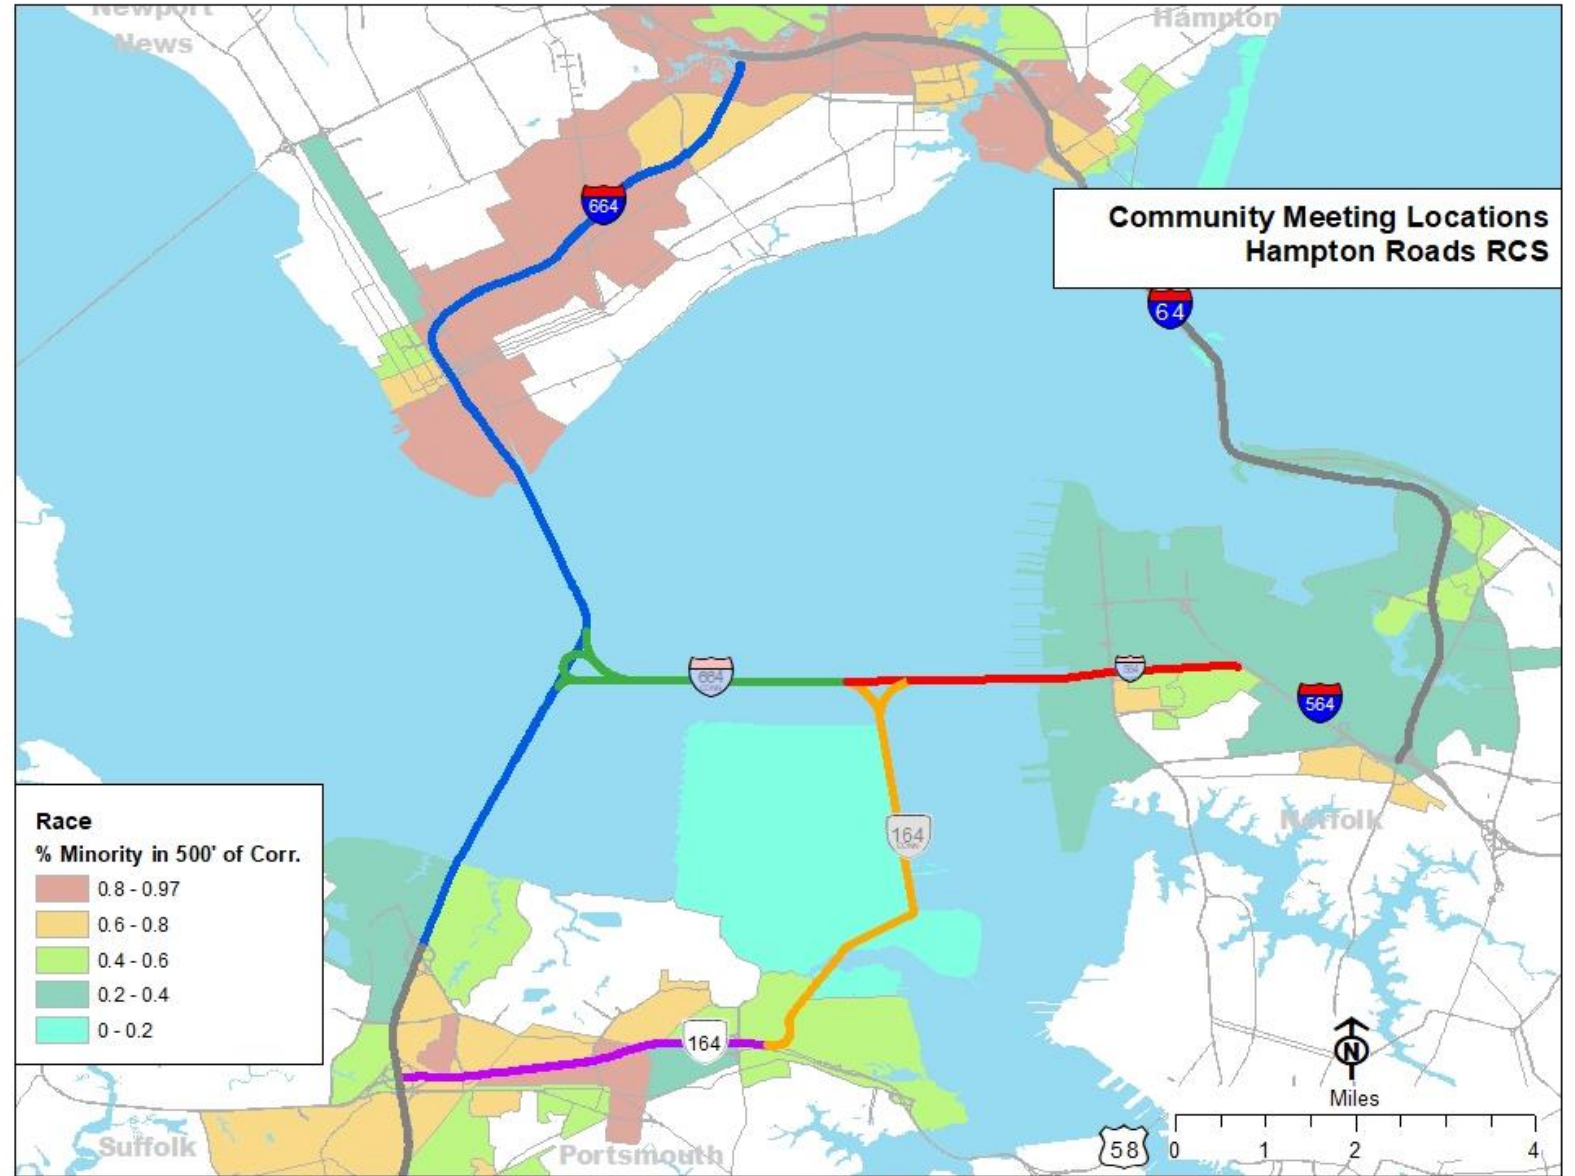 Newport
News
Hampton
664
Community Meeting Locations
Hampton Roads RCS
64
664
CONN
564
564
164
CONN
Norfolk
Race
% Minority in 500' of Corr.
0.8 - 0.97
0.6 - 0.8
0.4 - 0.6
0.2 - 0.4
0 - 0.2
164
N
Miles
0 1 2 4
58
Suffolk
Portsmouth